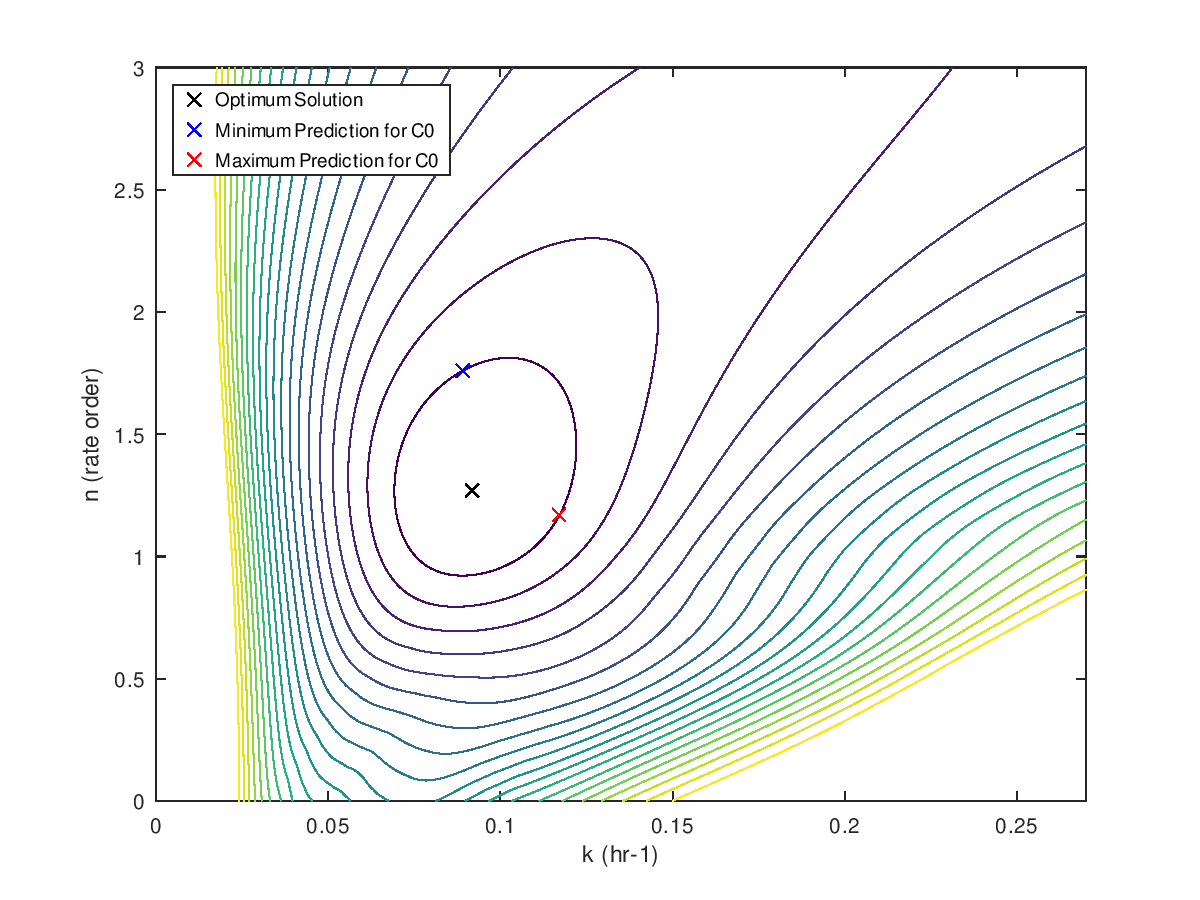 3
2.5
2
1.5
1
0.5
0
n (rate order)
Optimum Solution
Minimum Prediction for C0
Maximum Prediction for C0
0 0.05 0.1 0.15 0.2 0.25
k (hr-1)